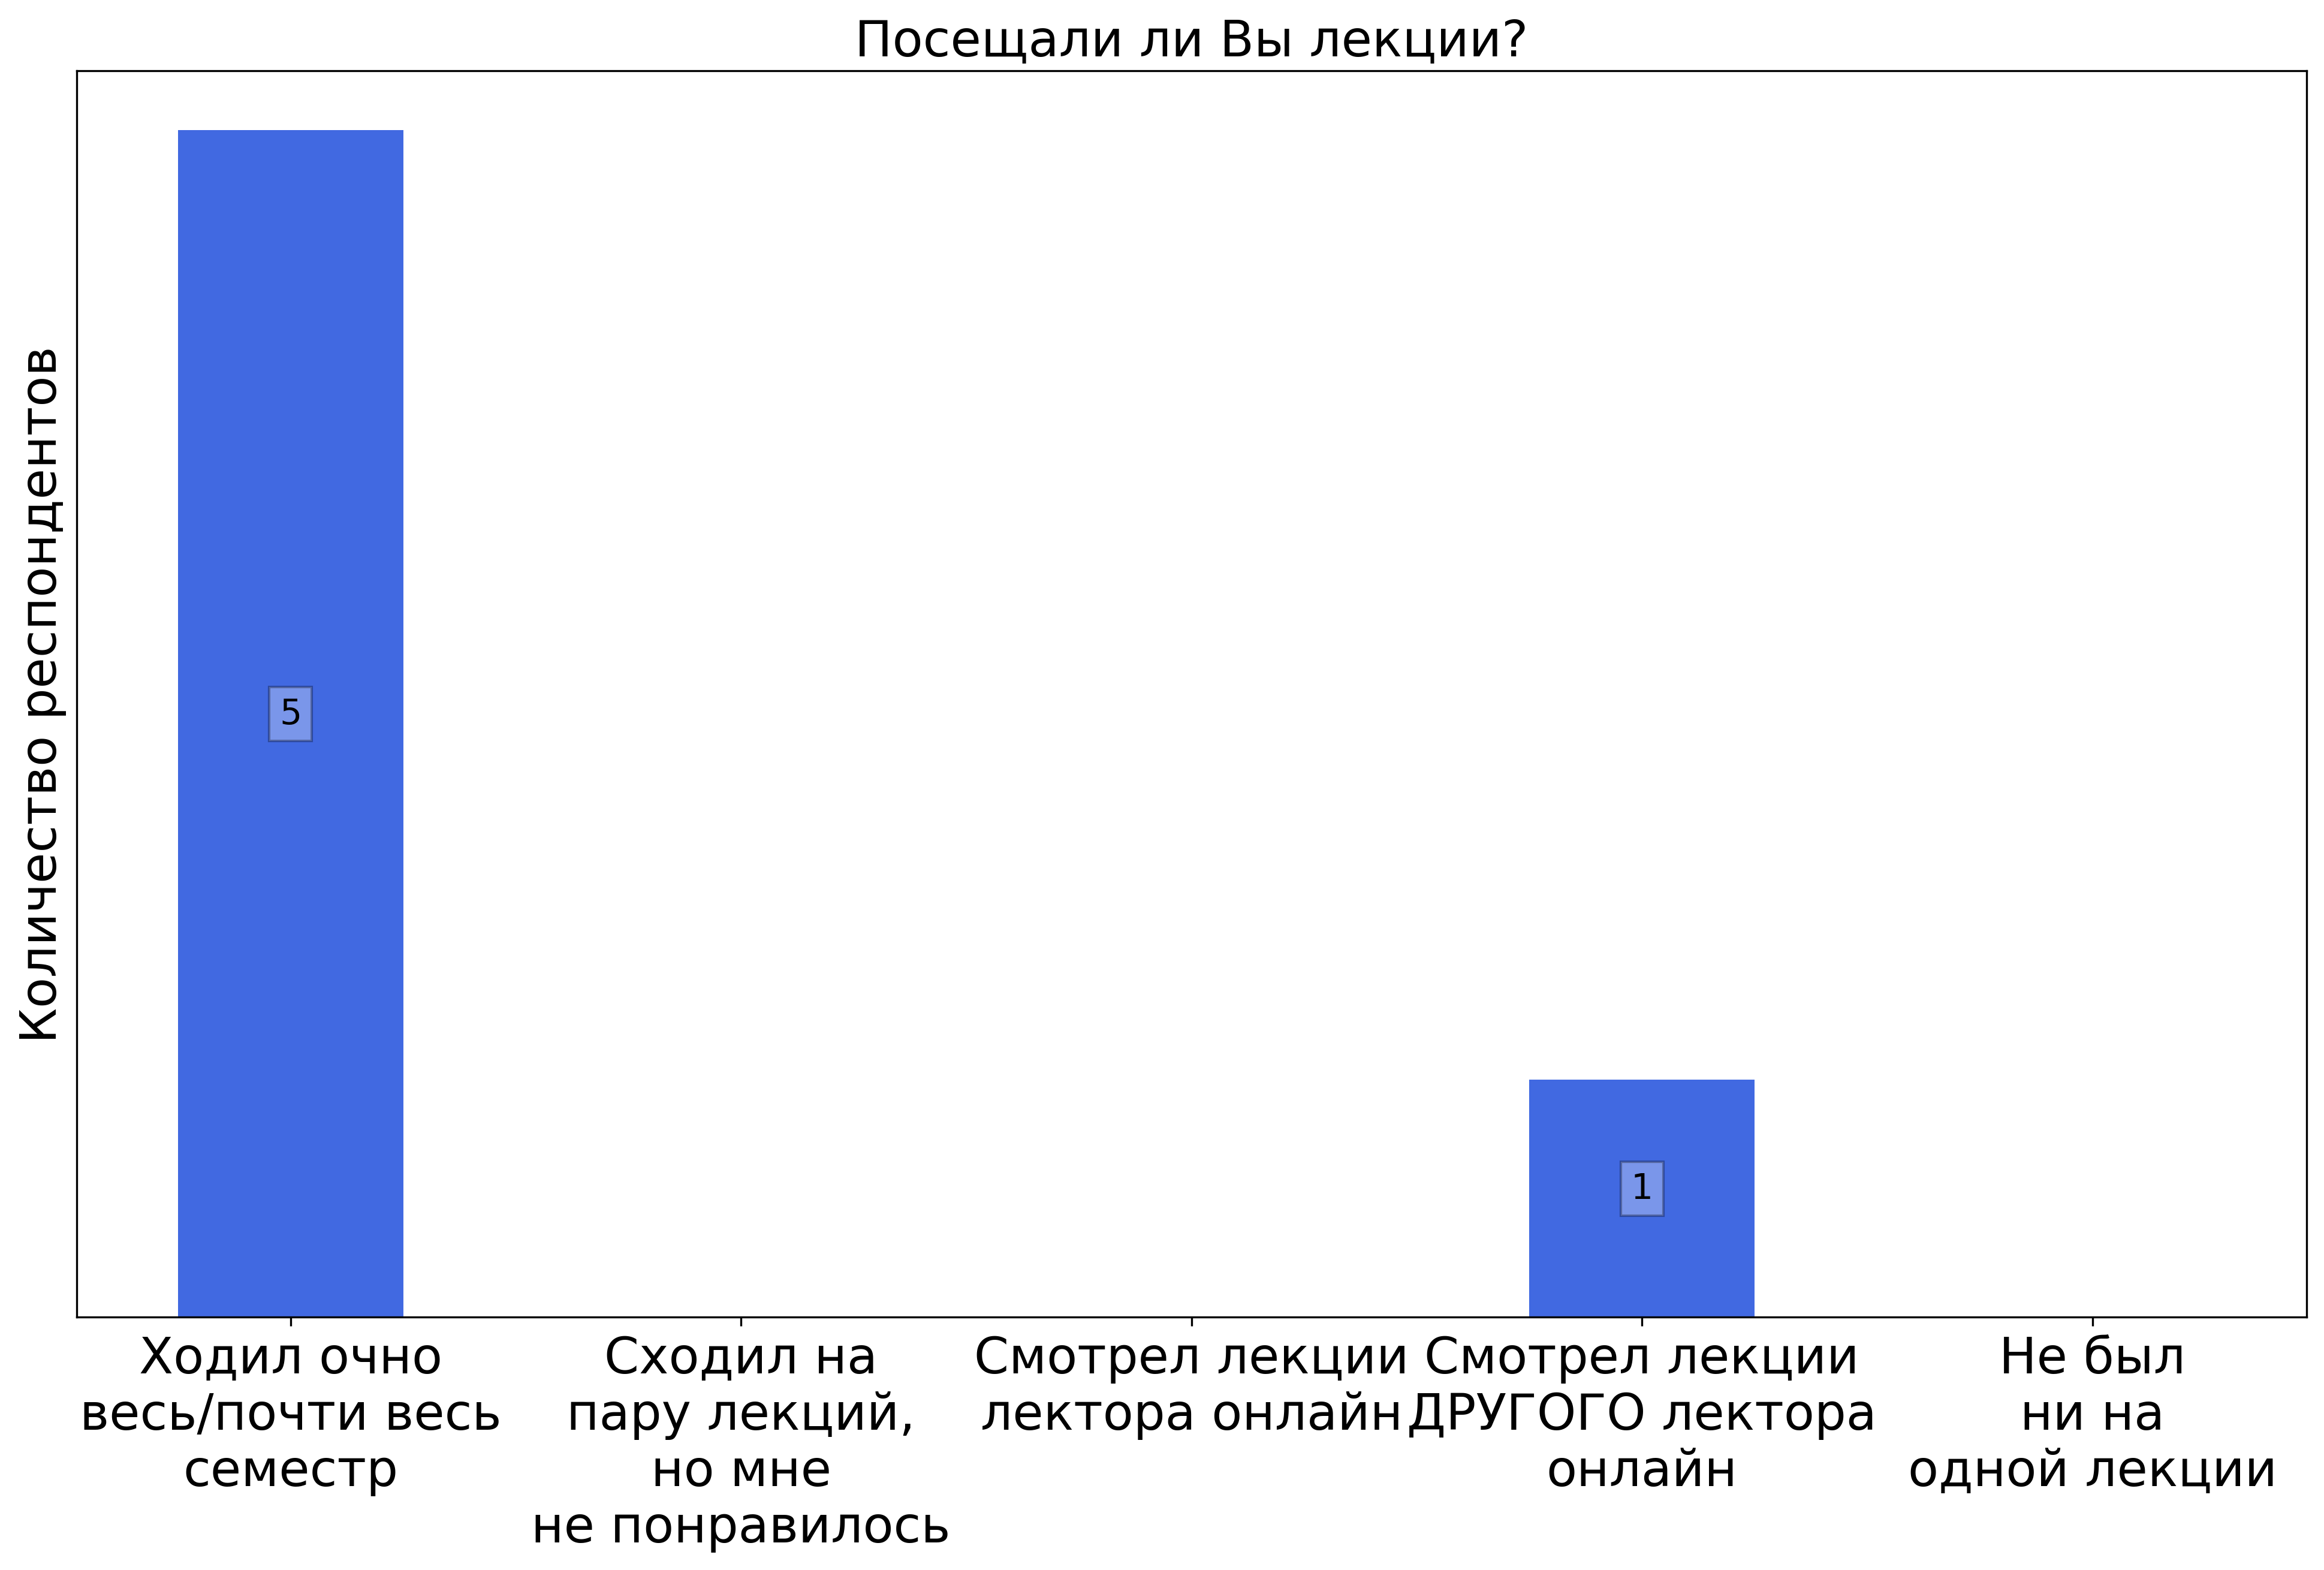 Посещали ли Вы лекции?
Количество респондентов
5
1
Ходил очно
весь/почти весь
семестр
Сходил на
пару лекций,
но мне
не понравилось
Смотрел лекции
лектора онлайн
Смотрел лекции
ДРУГОГО лектора
онлайн
Не был
ни на
одной лекции